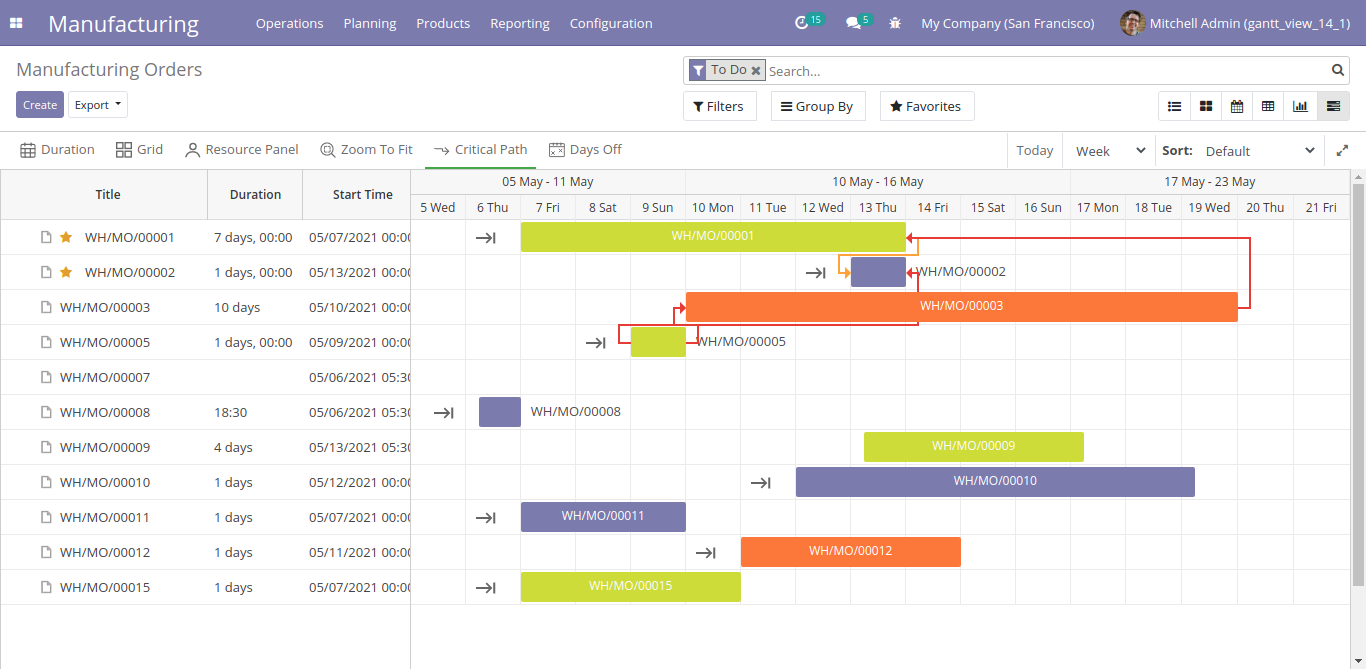 Manufacturing Operations Planning Products Reporting Configuration 15 5 My Company (San Francisco) Mitchell Admin (gantt_view_14_1)
Manufacturing Orders To Do Search...
Create Export Filters Group By Favorites
Duration Grid Resource Panel Zoom To Fit Critical Path Days Off Today Week Sort: Default
Title Duration Start Time 05 May - 11 May 10 May - 16 May 17 May - 23 May
5 Wed 6 Thu 7 Fri 8 Sat 9 Sun 10 Mon 11 Tue 12 Wed 13 Thu 14 Fri 15 Sat 16 Sun 17 Mon 18 Tue 19 Wed 20 Thu 21 Fri
WH/MO/00001 7 days, 00:00 05/07/2021 00:00 WH/MO/00001
WH/MO/00002 1 days, 00:00 05/13/2021 00:00 WH/MO/00002
WH/MO/00003 10 days 05/10/2021 00:00 WH/MO/00003
WH/MO/00005 1 days, 00:00 05/09/2021 00:00 WH/MO/00005
WH/MO/00007 05/06/2021 05:30
WH/MO/00008 18:30 05/06/2021 05:30 WH/MO/00008
WH/MO/00009 4 days 05/13/2021 05:30 WH/MO/00009
WH/MO/00010 1 days 05/12/2021 00:00 WH/MO/00010
WH/MO/00011 1 days 05/07/2021 00:00 WH/MO/00011
WH/MO/00012 1 days 05/11/2021 00:00 WH/MO/00012
WH/MO/00015 1 days 05/07/2021 00:00 WH/MO/00015